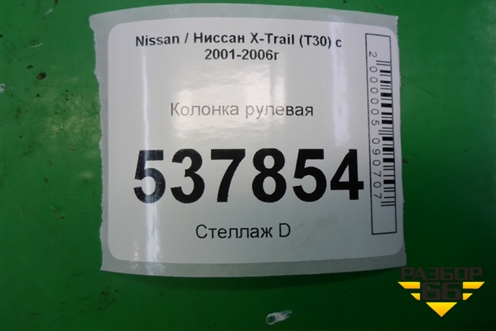 Nissan / Ниссан X-Trail (T30) с
2001-2006г
Колонка рулевая
537854
Стеллаж D
2000005090707
РАЗБОР
66